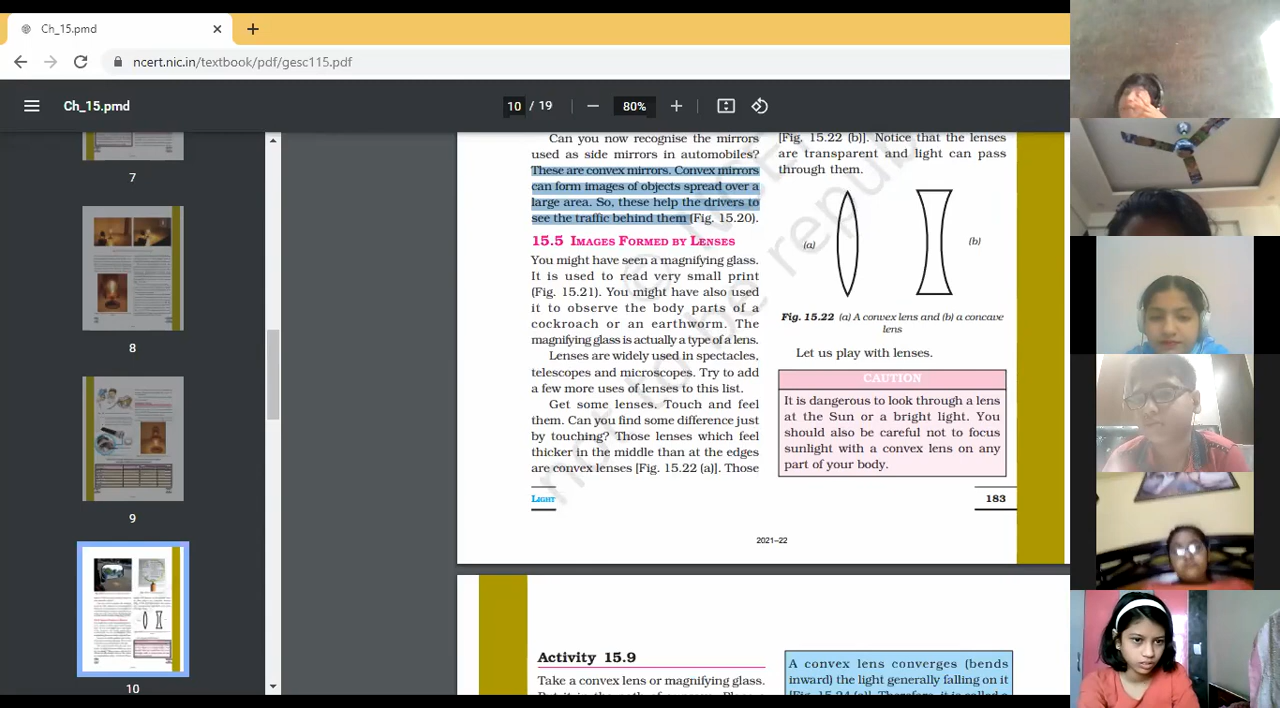 Ch_15.pmd
ncert.nic.in/textbook/pdf/gesc115.pdf
Ch_15.pmd
10 / 19
80%
7
8
9
10
Can you now recognise the mirrors
used as side mirrors in automobiles?
These are convex mirrors. Convex mirrors
can form images of objects spread over a
large area. So, these help the drivers to
see the traffic behind them (Fig. 15.20).
15.5 IMAGES FORMED BY LENSES
You might have seen a magnifying glass.
It is used to read very small print
(Fig. 15.21). You might have also used
it to observe the body parts of a
cockroach or an earthworm. The
magnifying glass is actually a type of a lens.
Lenses are widely used in spectacles,
telescopes and microscopes. Try to add
a few more uses of lenses to this list.
Get some lenses. Touch and feel
them. Can you find some difference just
by touching? Those lenses which feel
thicker in the middle than at the edges
are convex lenses [Fig. 15.22 (a)]. Those
[Fig. 15.22 (b)]. Notice that the lenses
are transparent and light can pass
through them.
(a)
(b)
Fig. 15.22 (a) A convex lens and (b) a concave
lens
Let us play with lenses.
CAUTION
It is dangerous to look through a lens
at the Sun or a bright light. You
should also be careful not to focus
sunlight with a convex lens on any
part of your body.
LIGHT
183
2021–22
not to be republ
Activity 15.9
Take a convex lens or magnifying glass.
A convex lens converges (bends
inward) the light generally falling on it